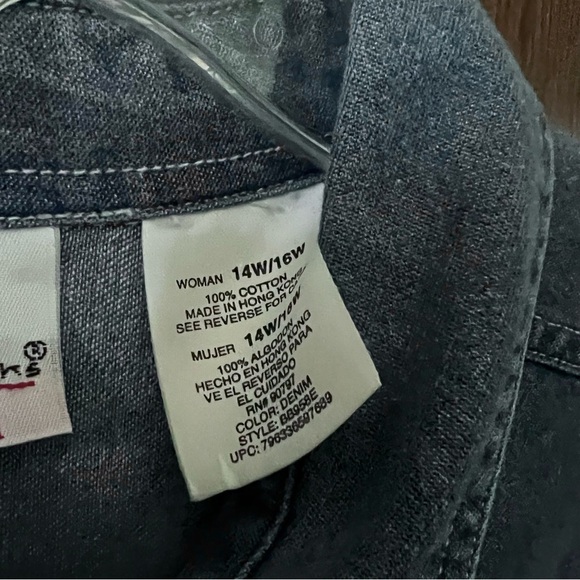 WOMAN 14W/16W
100% COTTON
MADE IN HONG KONG
SEE REVERSE FOR
MUJER 14W/16W
100% ALGODON
HECHO EN HONG KONG
VE EL REVERSO PARA
EL CUIDADO
RN# 90797
COLOR: DENIM
STYLE: BB958E
UPC: 796336597689